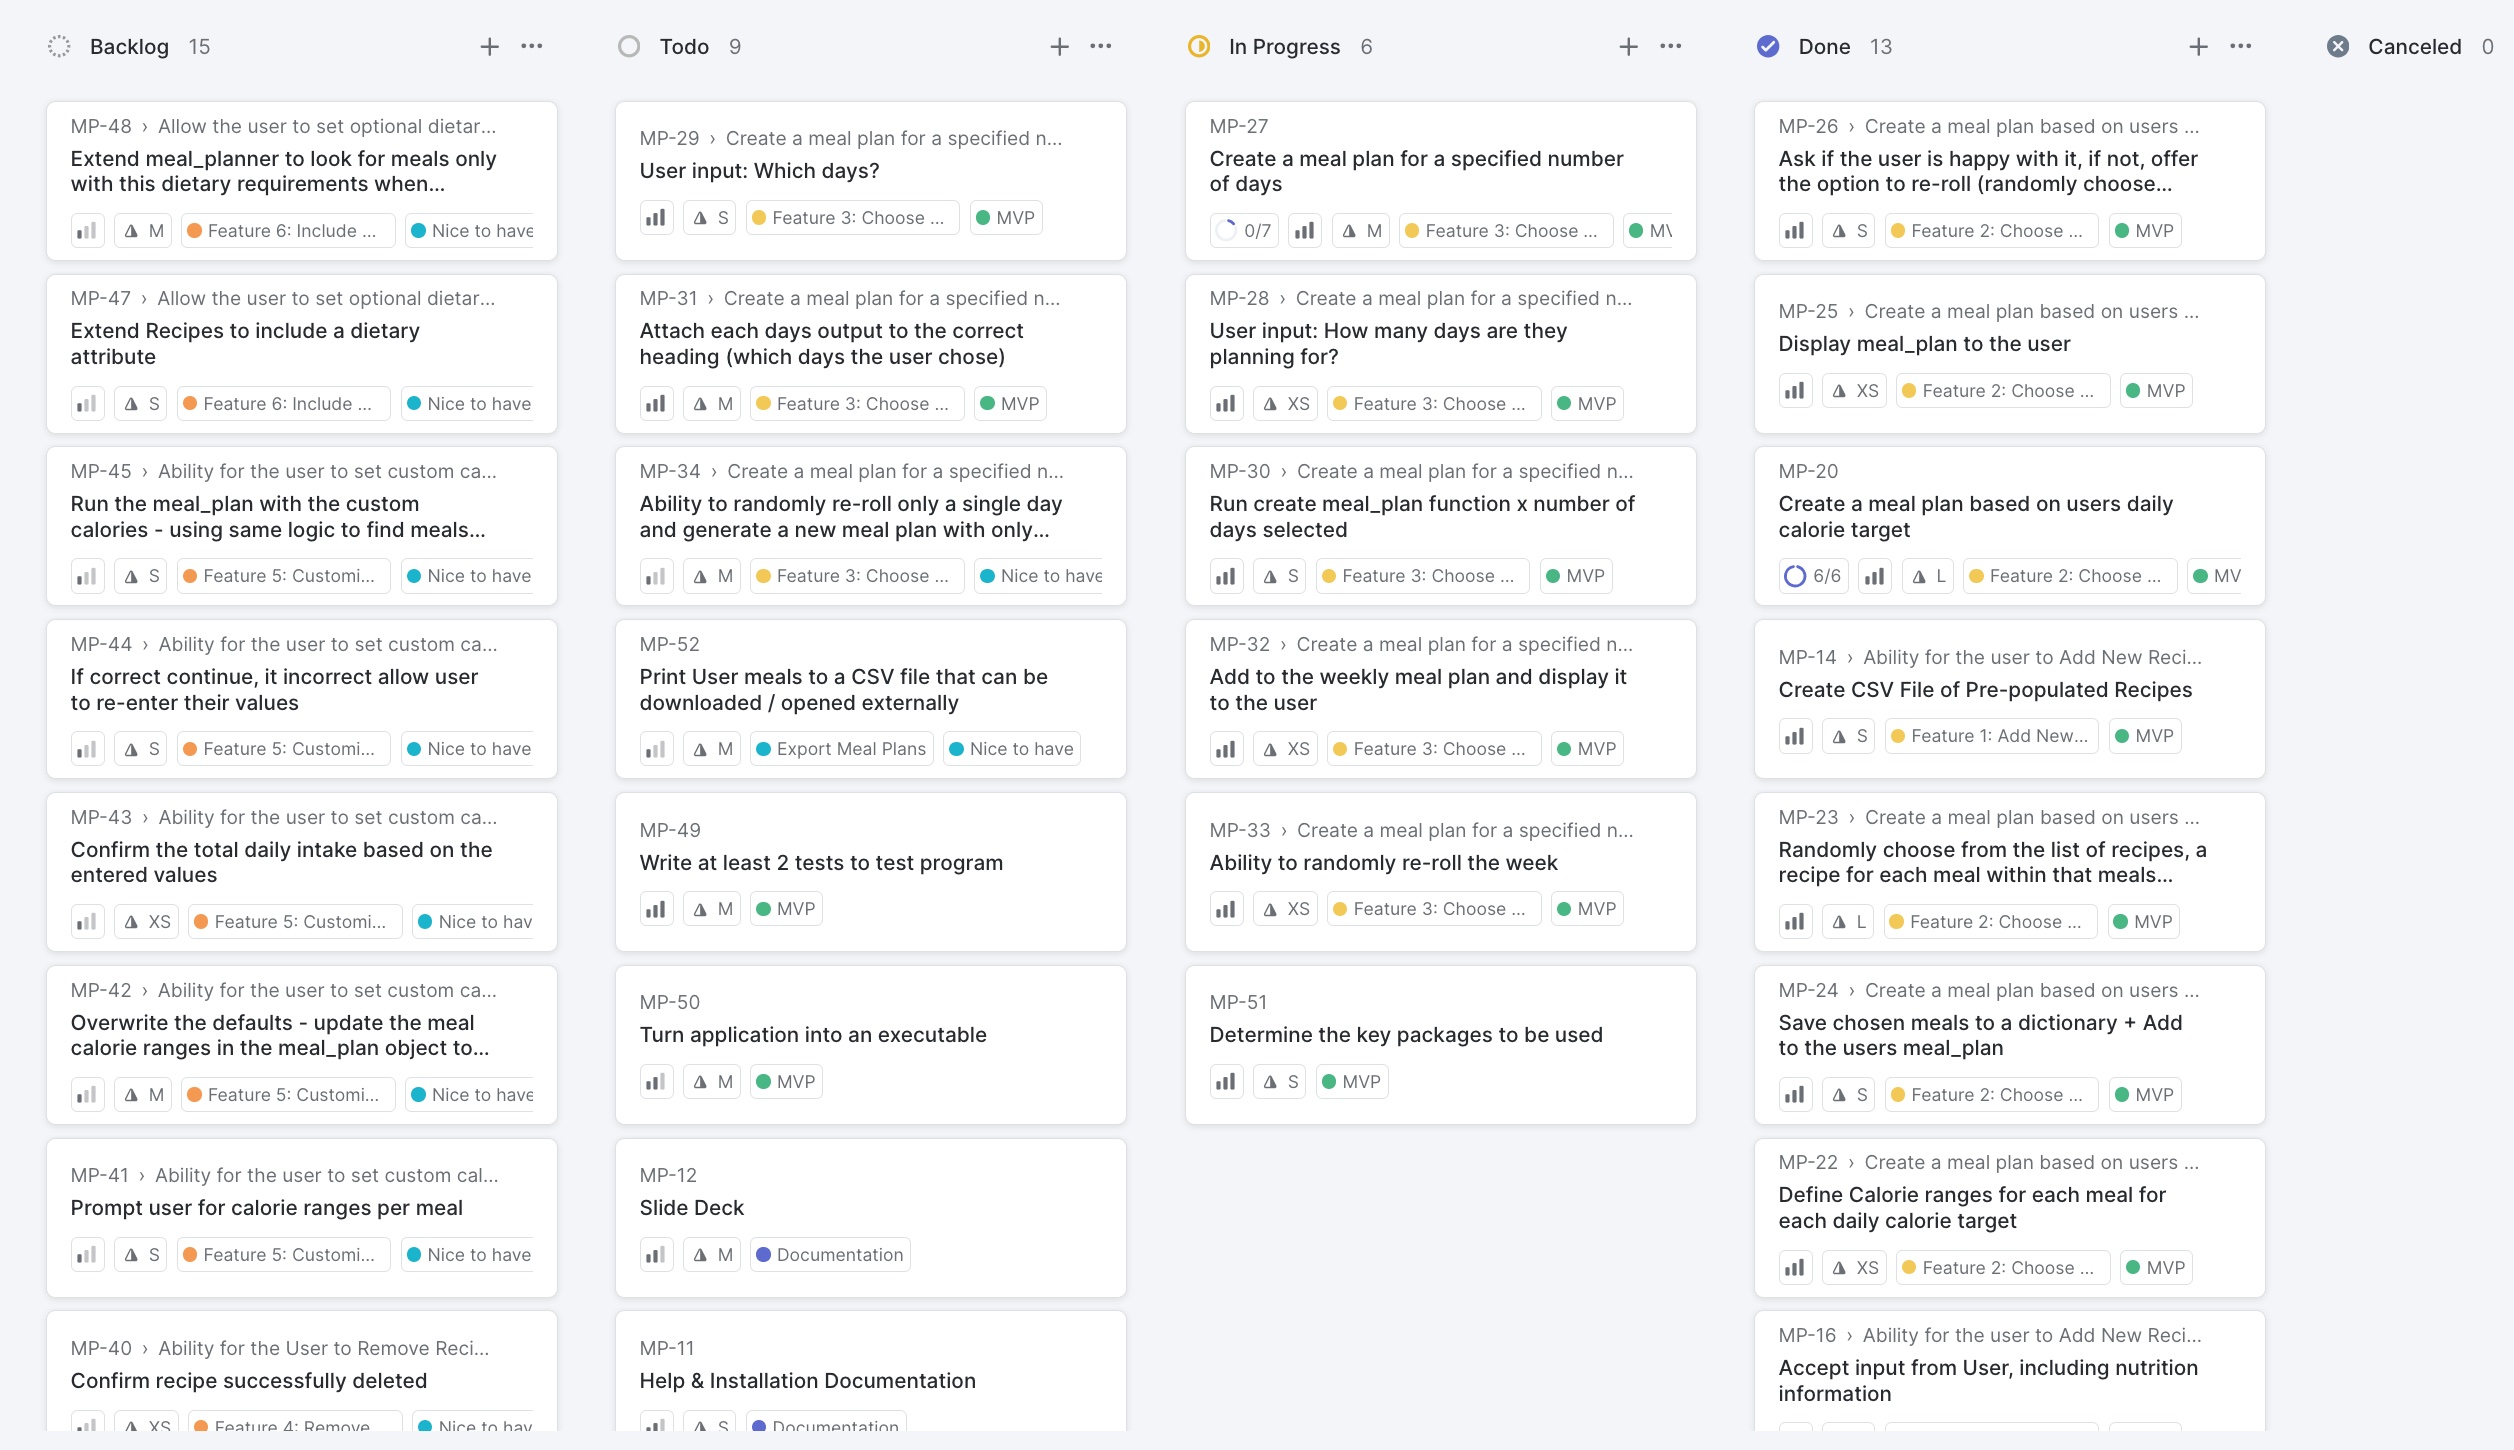 Backlog 15
MP-48 › Allow the user to set optional dietar...
Extend meal_planner to look for meals only
with this dietary requirements when...
M Feature 6: Include ... Nice to have
MP-47 › Allow the user to set optional dietar...
Extend Recipes to include a dietary
attribute
S Feature 6: Include ... Nice to have
MP-45 › Ability for the user to set custom ca...
Run the meal_plan with the custom
calories - using same logic to find meals...
S Feature 5: Customi... Nice to have
MP-44 › Ability for the user to set custom ca...
If correct continue, it incorrect allow user
to re-enter their values
S Feature 5: Customi... Nice to have
MP-43 › Ability for the user to set custom ca...
Confirm the total daily intake based on the
entered values
XS Feature 5: Customi... Nice to hav
MP-42 › Ability for the user to set custom ca...
Overwrite the defaults - update the meal
calorie ranges in the meal_plan object to...
M Feature 5: Customi... Nice to have
MP-41 › Ability for the user to set custom cal...
Prompt user for calorie ranges per meal
S Feature 5: Customi... Nice to have
MP-40 › Ability for the User to Remove Reci...
Confirm recipe successfully deleted
XS Feature 4: Remove Nice to hav
Todo 9
MP-29 › Create a meal plan for a specified n...
User input: Which days?
S Feature 3: Choose ... MVP
MP-31 › Create a meal plan for a specified n...
Attach each days output to the correct
heading (which days the user chose)
M Feature 3: Choose ... MVP
MP-34 › Create a meal plan for a specified n...
Ability to randomly re-roll only a single day
and generate a new meal plan with only...
M Feature 3: Choose ... Nice to have
MP-52
Print User meals to a CSV file that can be
downloaded / opened externally
M Export Meal Plans Nice to have
MP-49
Write at least 2 tests to test program
M MVP
MP-50
Turn application into an executable
M MVP
MP-12
Slide Deck
M Documentation
MP-11
Help & Installation Documentation
S Documentation
In Progress 6
MP-27
Create a meal plan for a specified number
of days
0/7 M Feature 3: Choose ... MV
MP-28 › Create a meal plan for a specified n...
User input: How many days are they
planning for?
XS Feature 3: Choose ... MVP
MP-30 › Create a meal plan for a specified n...
Run create meal_plan function x number of
days selected
S Feature 3: Choose ... MVP
MP-32 › Create a meal plan for a specified n...
Add to the weekly meal plan and display it
to the user
XS Feature 3: Choose ... MVP
MP-33 › Create a meal plan for a specified n...
Ability to randomly re-roll the week
XS Feature 3: Choose ... MVP
MP-51
Determine the key packages to be used
S MVP
Done 13
MP-26 › Create a meal plan based on users ...
Ask if the user is happy with it, if not, offer
the option to re-roll (randomly choose...
S Feature 2: Choose ... MVP
MP-25 › Create a meal plan based on users ...
Display meal_plan to the user
XS Feature 2: Choose ... MVP
MP-20
Create a meal plan based on users daily
calorie target
6/6 L Feature 2: Choose ... MV
MP-14 › Ability for the user to Add New Reci...
Create CSV File of Pre-populated Recipes
S Feature 1: Add New... MVP
MP-23 › Create a meal plan based on users ...
Randomly choose from the list of recipes, a
recipe for each meal within that meals...
L Feature 2: Choose ... MVP
MP-24 › Create a meal plan based on users ...
Save chosen meals to a dictionary + Add
to the users meal_plan
S Feature 2: Choose ... MVP
MP-22 › Create a meal plan based on users ...
Define Calorie ranges for each meal for
each daily calorie target
XS Feature 2: Choose ... MVP
MP-16 › Ability for the user to Add New Reci...
Accept input from User, including nutrition
information
Canceled 0